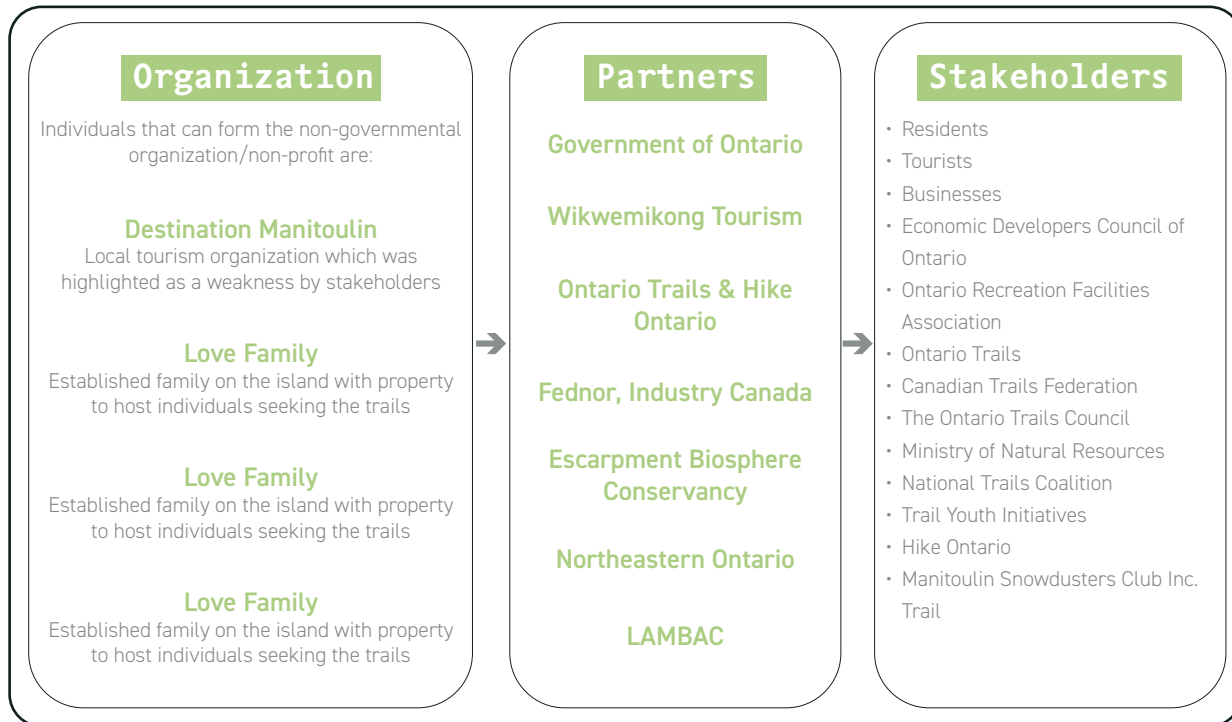 Organization
Individuals that can form the non-governmental
organization/non-profit are:
Destination Manitoulin
Local tourism organization which was
highlighted as a weakness by stakeholders
Love Family
Established family on the island with property
to host individuals seeking the trails
Love Family
Established family on the island with property
to host individuals seeking the trails
Love Family
Established family on the island with property
to host individuals seeking the trails
Partners
Government of Ontario
Wikwemikong Tourism
Ontario Trails & Hike
Ontario
Fednor, Industry Canada
Escarpment Biosphere
Conservancy
Northeastern Ontario
LAMBAC
Stakeholders
• Residents
• Tourists
• Businesses
• Economic Developers Council of
Ontario
• Ontario Recreation Facilities
Association
• Ontario Trails
• Canadian Trails Federation
• The Ontario Trails Council
• Ministry of Natural Resources
• National Trails Coalition
• Trail Youth Initiatives
• Hike Ontario
• Manitoulin Snowdusters Club Inc.
Trail